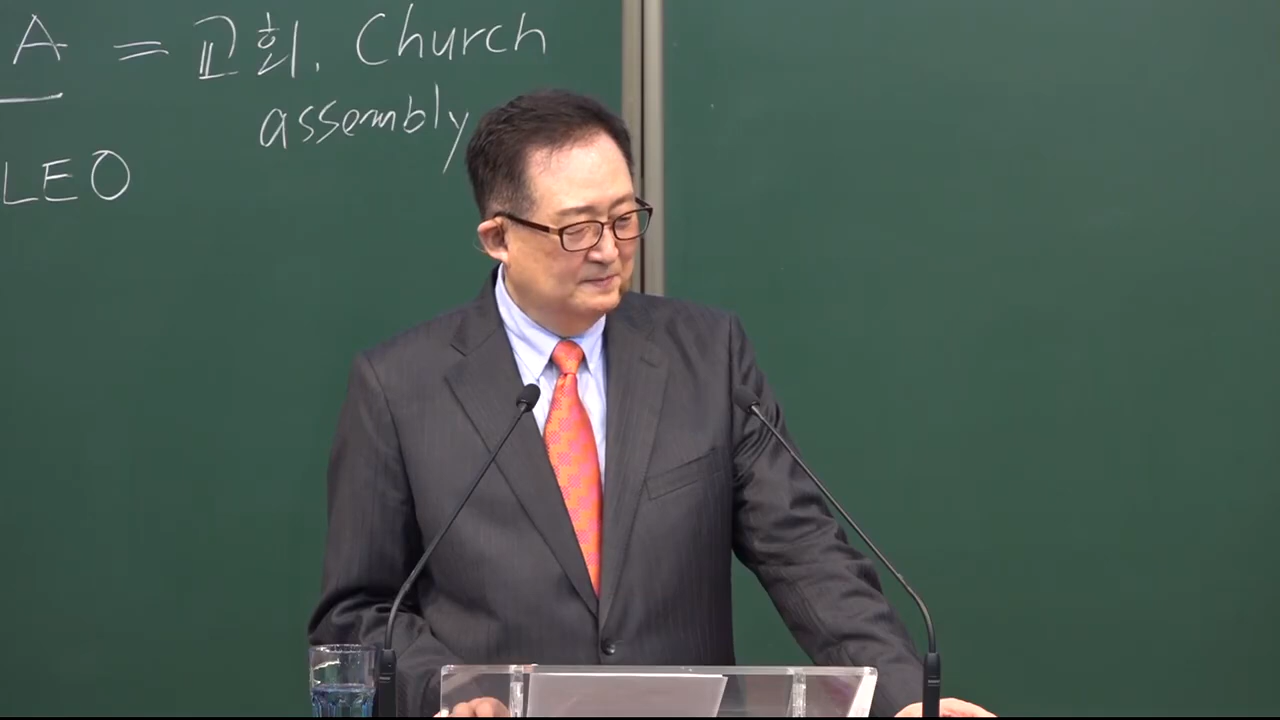 A = 교회. Church
assembly
LEO